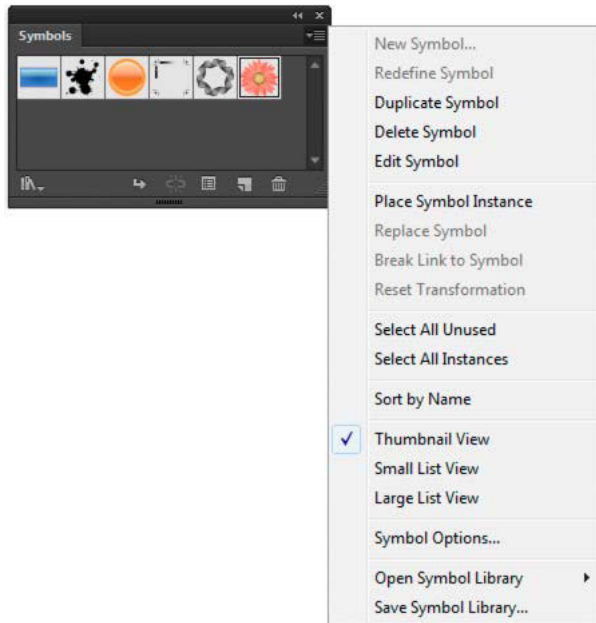 Symbols
New Symbol...
Redefine Symbol
Duplicate Symbol
Delete Symbol
Edit Symbol
Place Symbol Instance
Replace Symbol
Break Link to Symbol
Reset Transformation
Select All Unused
Select All Instances
Sort by Name
Thumbnail View
Small List View
Large List View
Symbol Options...
Open Symbol Library
Save Symbol Library...